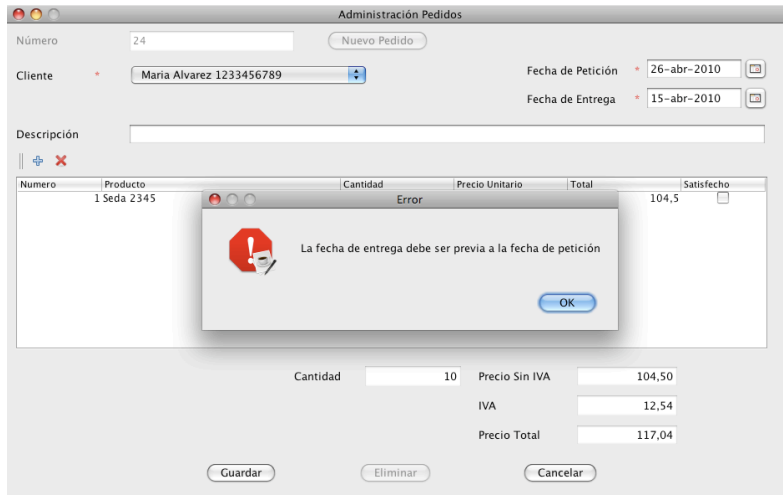 Administración Pedidos
Número 24 Nuevo Pedido
Cliente * Maria Alvarez 1233456789
Fecha de Petición * 26-abr-2010
Fecha de Entrega * 15-abr-2010
Descripción
Numero Producto Cantidad Precio Unitario Total Satisfecho
1 Seda 2345 104,5
Error
La fecha de entrega debe ser previa a la fecha de petición
OK
Cantidad 10 Precio Sin IVA 104,50
IVA 12,54
Precio Total 117,04
Guardar Eliminar Cancelar